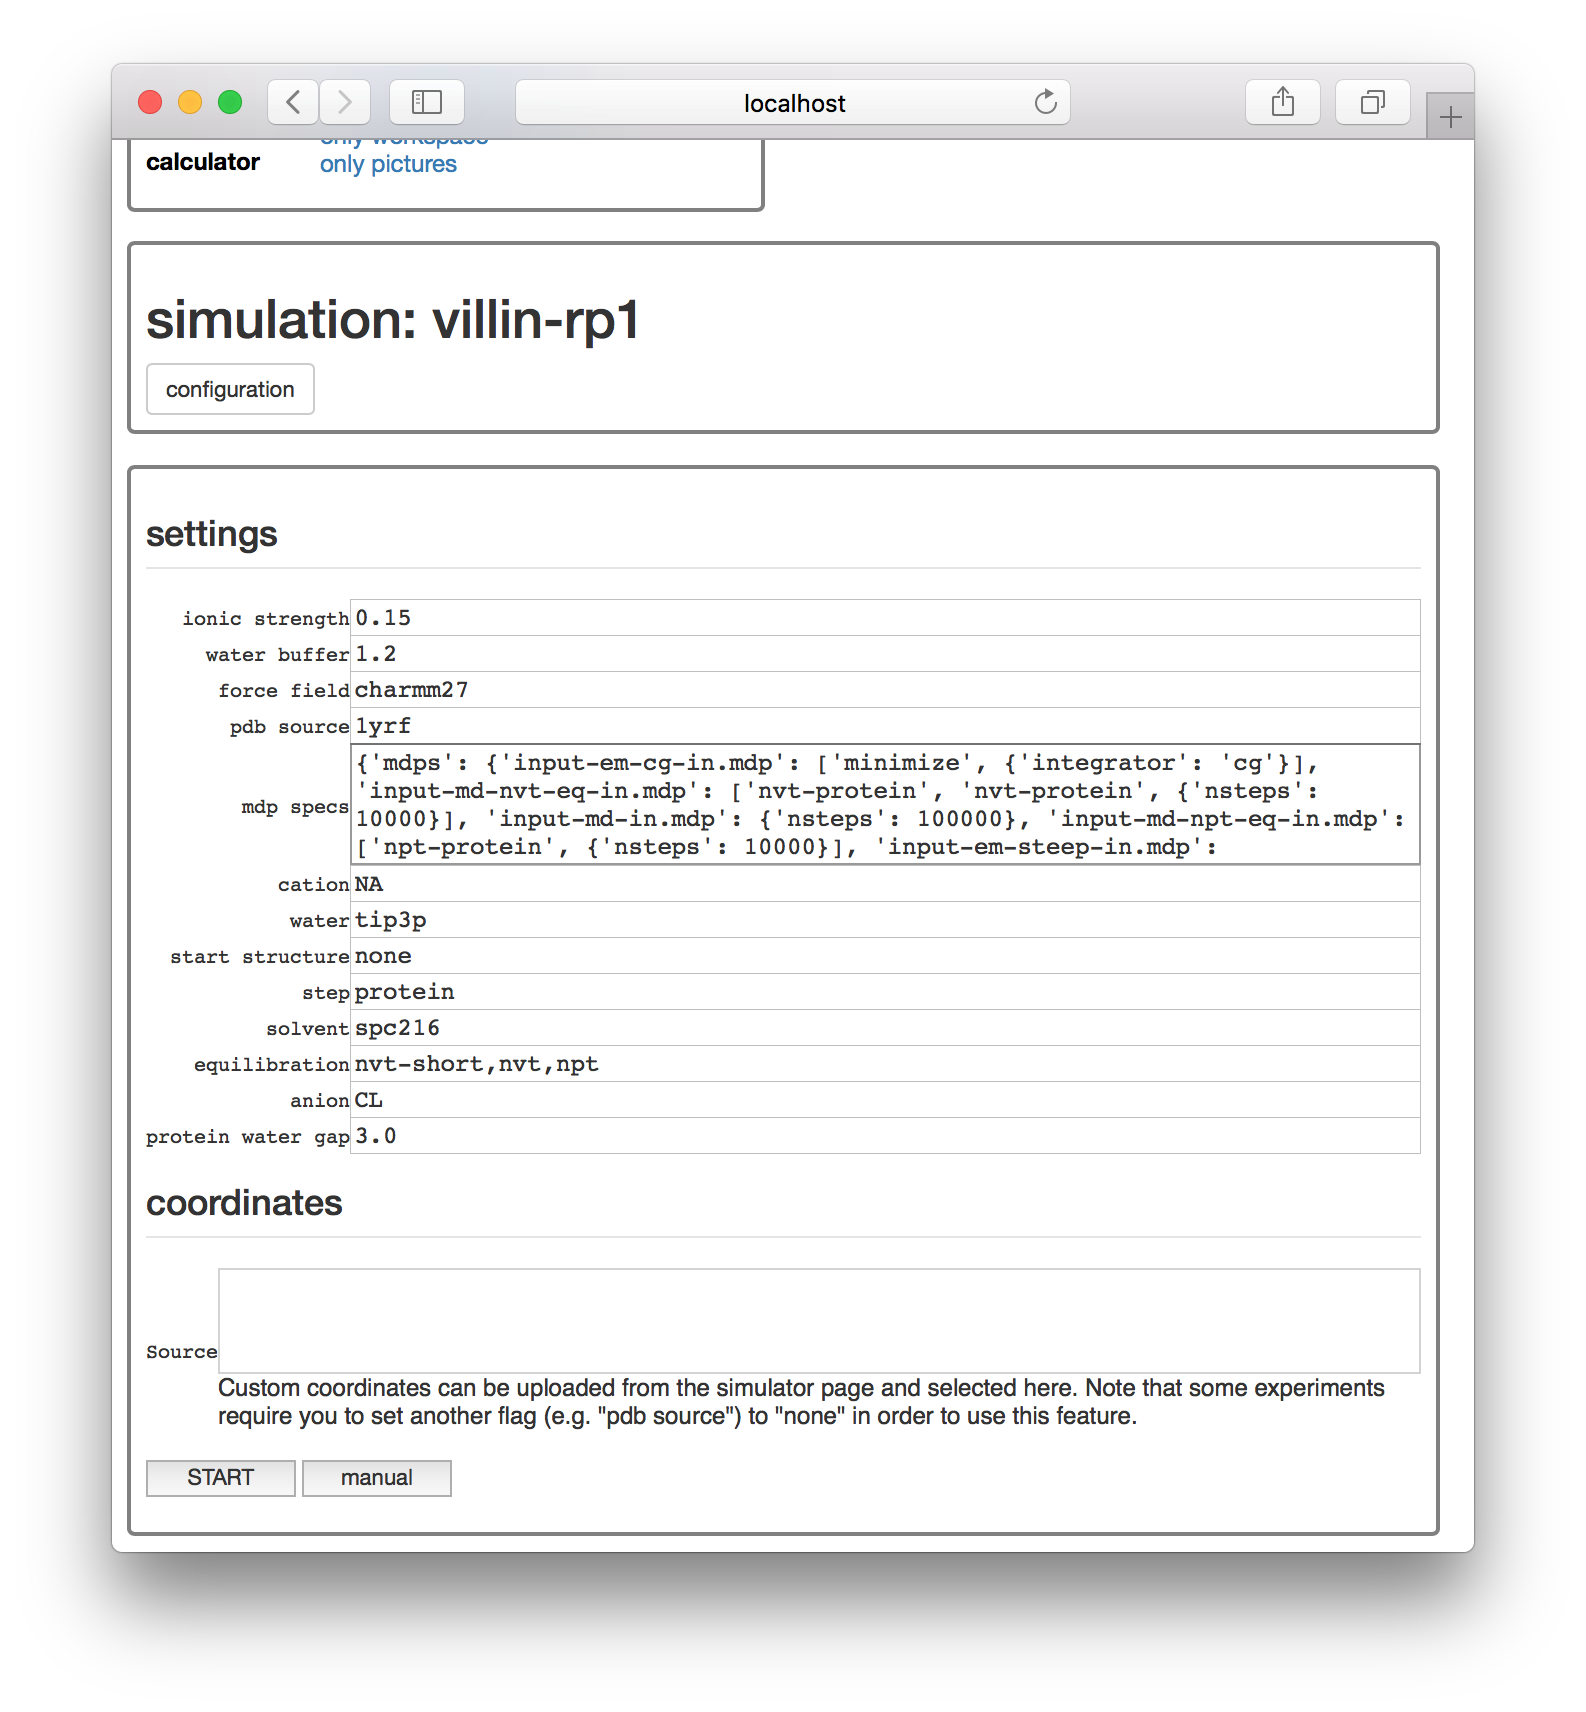 localhost
only workspace
calculator only pictures
simulation: villin-rp1
configuration
settings
ionic strength 0.15
water buffer 1.2
force field charmm27
pdb source 1yrf
mdp specs {'mdps': {'input-em-cg-in.mdp': ['minimize', {'integrator': 'cg'}],
'input-md-nvt-eq-in.mdp': ['nvt-protein', 'nvt-protein', {'nsteps':
10000}], 'input-md-in.mdp': {'nsteps': 100000}, 'input-md-npt-eq-in.mdp':
['npt-protein', {'nsteps': 10000}], 'input-em-steep-in.mdp':
cation NA
water tip3p
start structure none
step protein
solvent spc216
equilibration nvt-short,nvt,npt
anion CL
protein water gap 3.0
coordinates
Source
Custom coordinates can be uploaded from the simulator page and selected here. Note that some experiments
require you to set another flag (e.g. "pdb source") to "none" in order to use this feature.
START manual